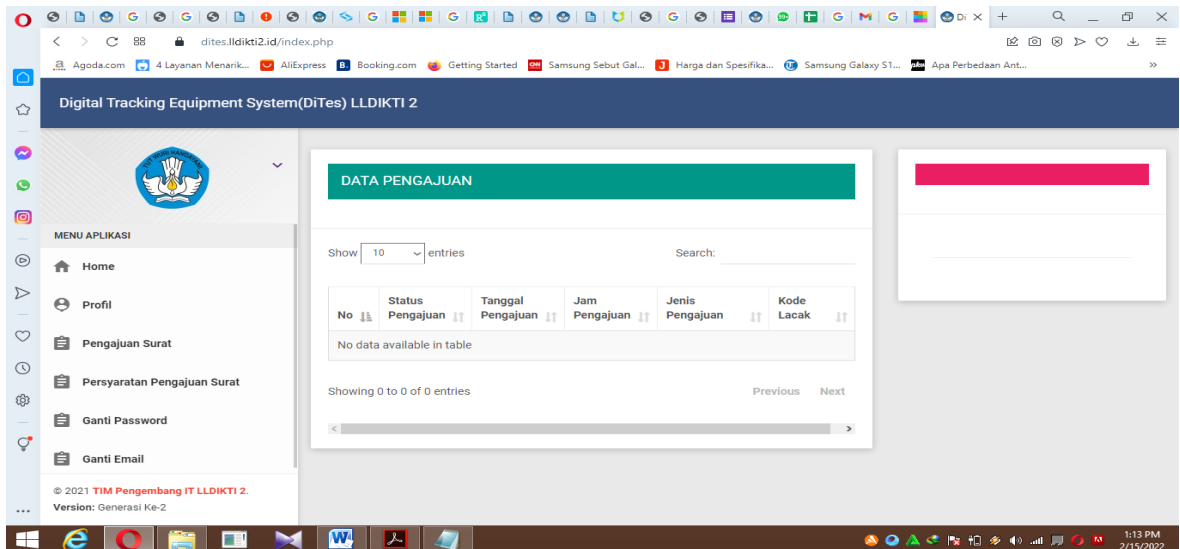 Di
dites.lldikti2.id/index.php
Agoda.com
4 Layanan Menarik...
AliExpress
Booking.com
Getting Started
Samsung Sebut Gal...
Harga dan Spesifika...
Samsung Galaxy S1...
Apa Perbedaan Ant...
Digital Tracking Equipment System(DiTes) LLDIKTI 2
MENU APLIKASI
Home
Profil
Pengajuan Surat
Persyaratan Pengajuan Surat
Ganti Password
Ganti Email
© 2021 TIM Pengembang IT LLDIKTI 2.
Version: Generasi Ke-2
DATA PENGAJUAN
Show 10 entries
Search:
No
Status Pengajuan
Tanggal Pengajuan
Jam Pengajuan
Jenis Pengajuan
Kode Lacak
No data available in table
Showing 0 to 0 of 0 entries
Previous Next
1:13 PM
2/15/2022